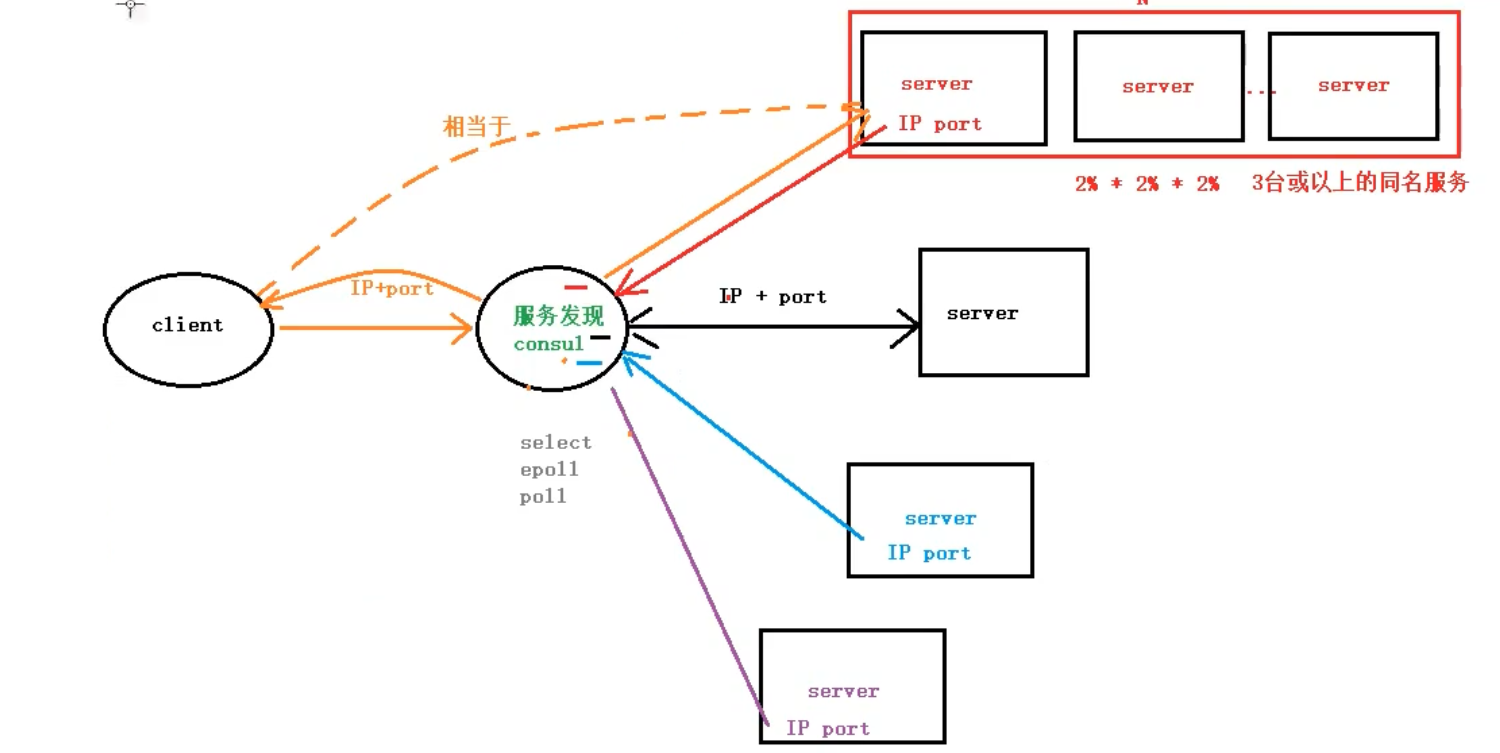 server
server
...
server
IP port
相当于
2% * 2% * 2%
3台或以上的同名服务
IP+port
IP + port
client
服务发现
consul
server
select
epoll
poll
server
IP port
server
IP port